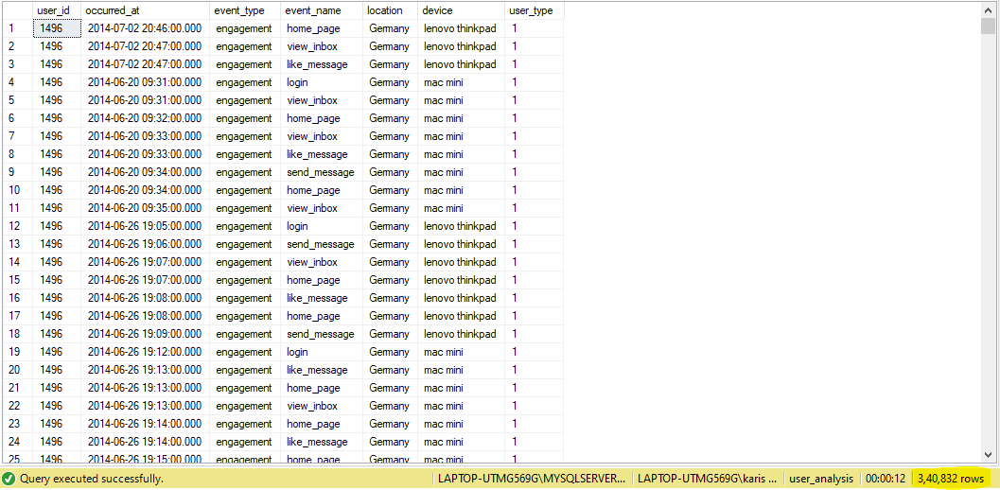 user_id occurred_at event_type event_name location device user_type
1 1496 2014-07-02 20:46:00.000 engagement home_page Germany lenovo thinkpad 1
2 1496 2014-07-02 20:47:00.000 engagement view_inbox Germany lenovo thinkpad 1
3 1496 2014-07-02 20:47:00.000 engagement like_message Germany lenovo thinkpad 1
4 1496 2014-06-20 09:31:00.000 engagement login Germany mac mini 1
5 1496 2014-06-20 09:31:00.000 engagement view_inbox Germany mac mini 1
6 1496 2014-06-20 09:32:00.000 engagement home_page Germany mac mini 1
7 1496 2014-06-20 09:33:00.000 engagement view_inbox Germany mac mini 1
8 1496 2014-06-20 09:33:00.000 engagement like_message Germany mac mini 1
9 1496 2014-06-20 09:34:00.000 engagement send_message Germany mac mini 1
10 1496 2014-06-20 09:34:00.000 engagement home_page Germany mac mini 1
11 1496 2014-06-20 09:35:00.000 engagement view_inbox Germany mac mini 1
12 1496 2014-06-26 19:05:00.000 engagement login Germany lenovo thinkpad 1
13 1496 2014-06-26 19:06:00.000 engagement send_message Germany lenovo thinkpad 1
14 1496 2014-06-26 19:07:00.000 engagement view_inbox Germany lenovo thinkpad 1
15 1496 2014-06-26 19:07:00.000 engagement home_page Germany lenovo thinkpad 1
16 1496 2014-06-26 19:08:00.000 engagement like_message Germany lenovo thinkpad 1
17 1496 2014-06-26 19:08:00.000 engagement home_page Germany lenovo thinkpad 1
18 1496 2014-06-26 19:09:00.000 engagement send_message Germany lenovo thinkpad 1
19 1496 2014-06-26 19:12:00.000 engagement login Germany mac mini 1
20 1496 2014-06-26 19:13:00.000 engagement like_message Germany mac mini 1
21 1496 2014-06-26 19:13:00.000 engagement home_page Germany mac mini 1
22 1496 2014-06-26 19:13:00.000 engagement view_inbox Germany mac mini 1
23 1496 2014-06-26 19:14:00.000 engagement home_page Germany mac mini 1
24 1496 2014-06-26 19:14:00.000 engagement like_message Germany mac mini 1
25 1496 2014-06-26 19:15:00.000 engagement home_page Germany mac mini 1
Query executed successfully. LAPTOP-UTMG569G\MYSQLSERVER... LAPTOP-UTMG569G\karis ... user_analysis 00:00:12 3,40,832 rows